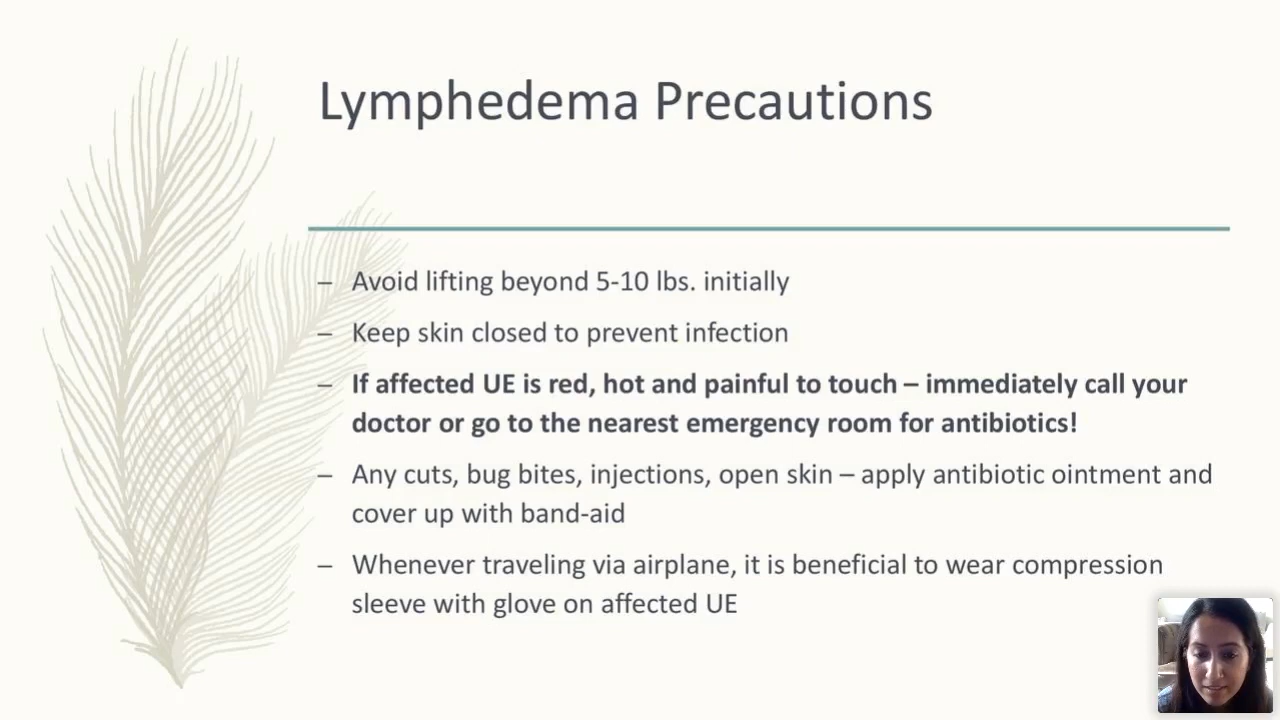 Lymphedema Precautions
– Avoid lifting beyond 5-10 lbs. initially
– Keep skin closed to prevent infection
– If affected UE is red, hot and painful to touch – immediately call your
doctor or go to the nearest emergency room for antibiotics!
– Any cuts, bug bites, injections, open skin – apply antibiotic ointment and
cover up with band-aid
– Whenever traveling via airplane, it is beneficial to wear compression
sleeve with glove on affected UE